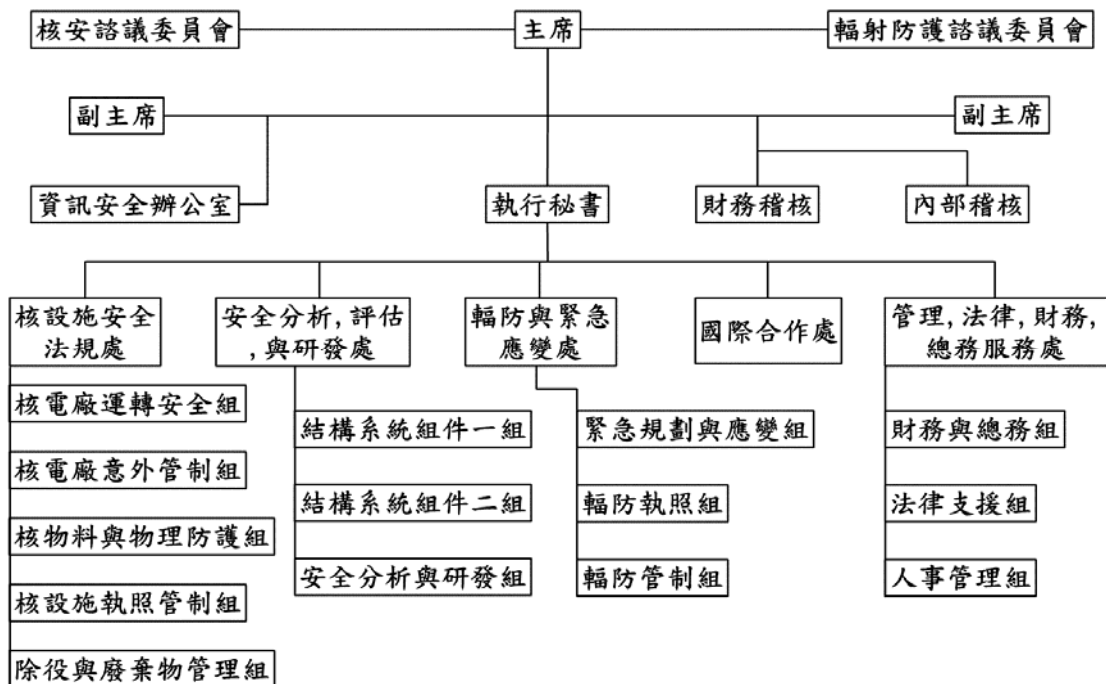 核安諮議委員會
主席
輻射防護諮議委員會
副主席
副主席
資訊安全辦公室
執行秘書
財務稽核
內部稽核
核設施安全
法規處
安全分析,評估
,與研發處
輻防與緊急
應變處
國際合作處
管理,法律,財務,
總務服務處
核電廠運轉安全組
核電廠意外管制組
核物料與物理防護組
核設施執照管制組
除役與廢棄物管理組
結構系統組件一組
結構系統組件二組
安全分析與研發組
緊急規劃與應變組
輻防執照組
輻防管制組
財務與總務組
法律支援組
人事管理組